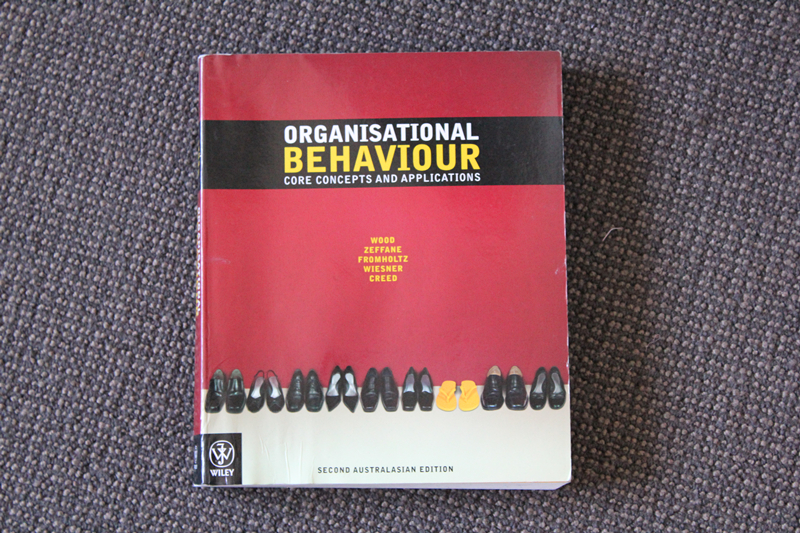 ORGANISATIONAL
BEHAVIOUR
CORE CONCEPTS AND APPLICATIONS
WOOD
ZEFFANE
FROMHOLTZ
WIESNER
CREED
WILEY
SECOND AUSTRALASIAN EDITION